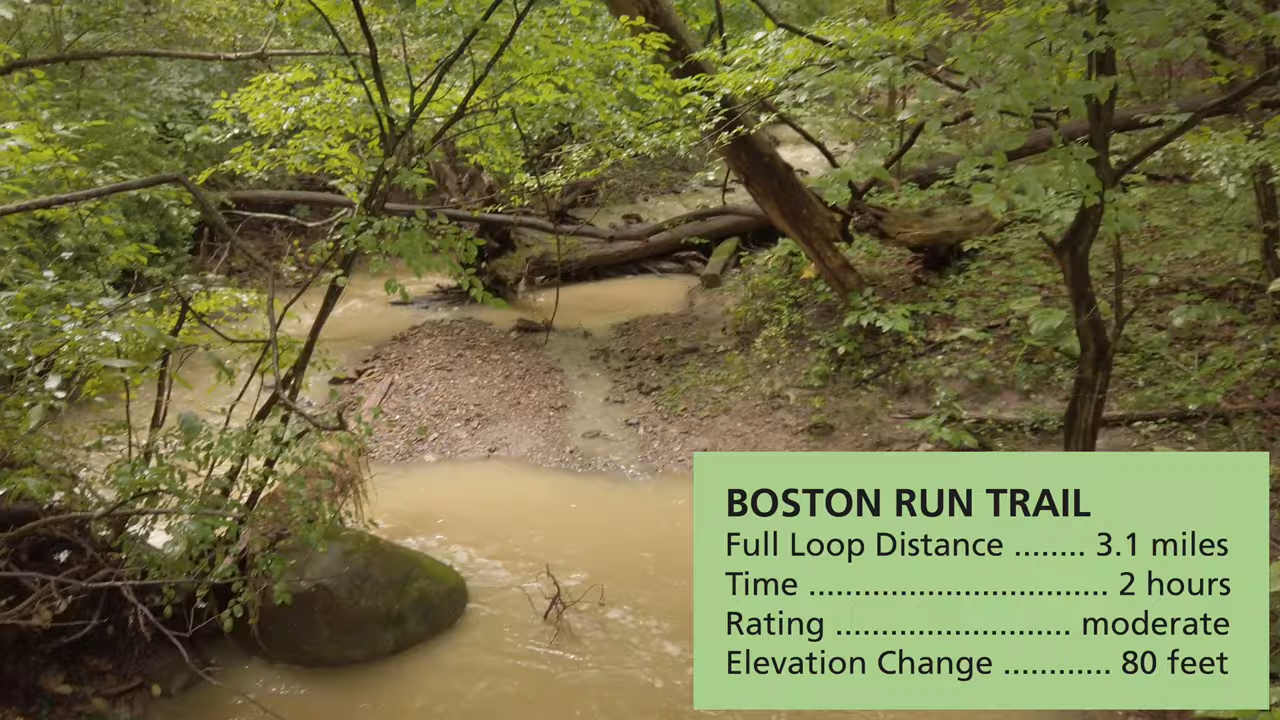 BOSTON RUN TRAIL
Full Loop Distance ........ 3.1 miles
Time ................................. 2 hours
Rating .......................... moderate
Elevation Change ............ 80 feet